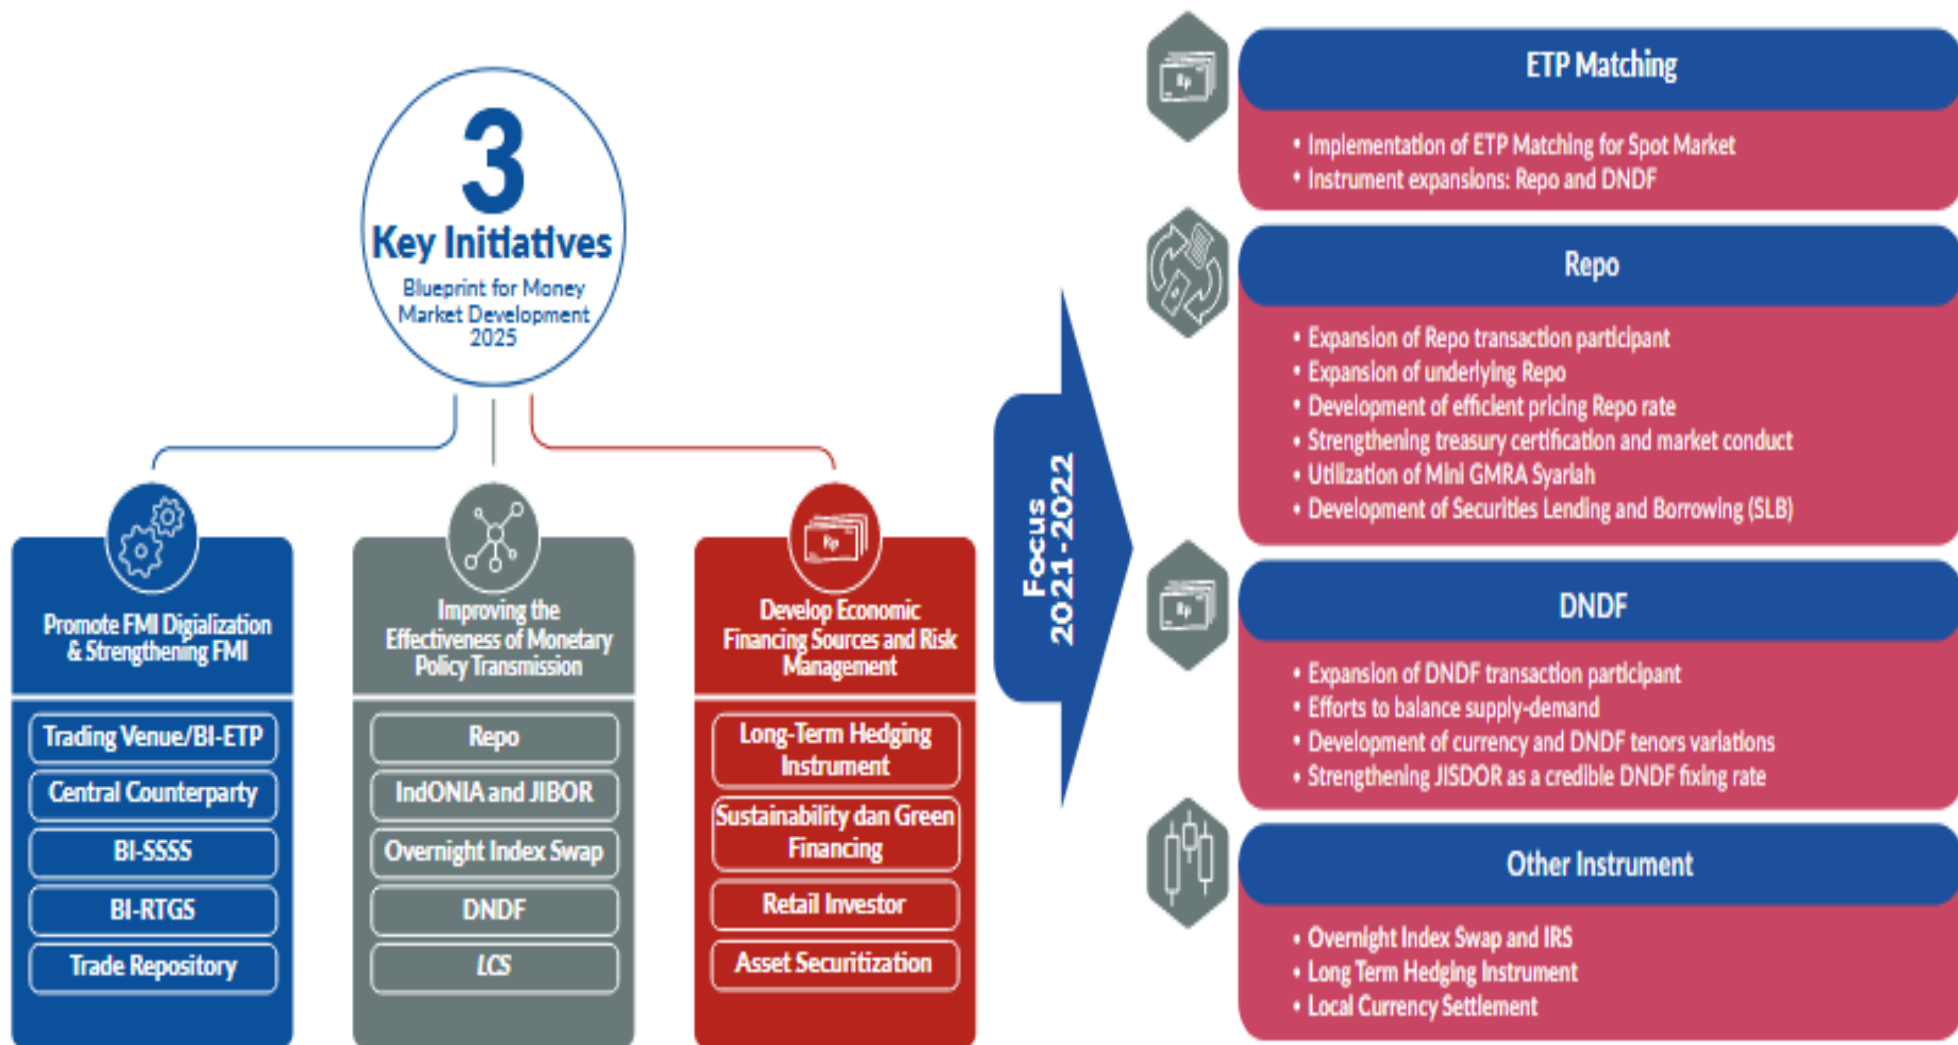 3
Key Initiatives
Blueprint for Money
Market Development
2025
Promote FMI Digialization
& Strengthening FMI
Trading Venue/BI-ETP
Central Counterparty
BI-SSSS
BI-RTGS
Trade Repository
Improving the
Effectiveness of Monetary
Policy Transmission
Repo
IndONIA and JIBOR
Overnight Index Swap
DNDF
LCS
Develop Economic
Financing Sources and Risk
Management
Rp
Long-Term Hedging
Instrument
Sustainability dan Green
Financing
Retail Investor
Asset Securitization
Focus
2021-2022
Rp
ETP Matching
• Implementation of ETP Matching for Spot Market
• Instrument expansions: Repo and DNDF
Repo
• Expansion of Repo transaction participant
• Expansion of underlying Repo
• Development of efficient pricing Repo rate
• Strengthening treasury certification and market conduct
• Utilization of Mini GMRA Syariah
• Development of Securities Lending and Borrowing (SLB)
Rp
DNDF
• Expansion of DNDF transaction participant
• Efforts to balance supply-demand
• Development of currency and DNDF tenors variations
• Strengthening JISDOR as a credible DNDF fixing rate
Other Instrument
• Overnight Index Swap and IRS
• Long Term Hedging Instrument
• Local Currency Settlement